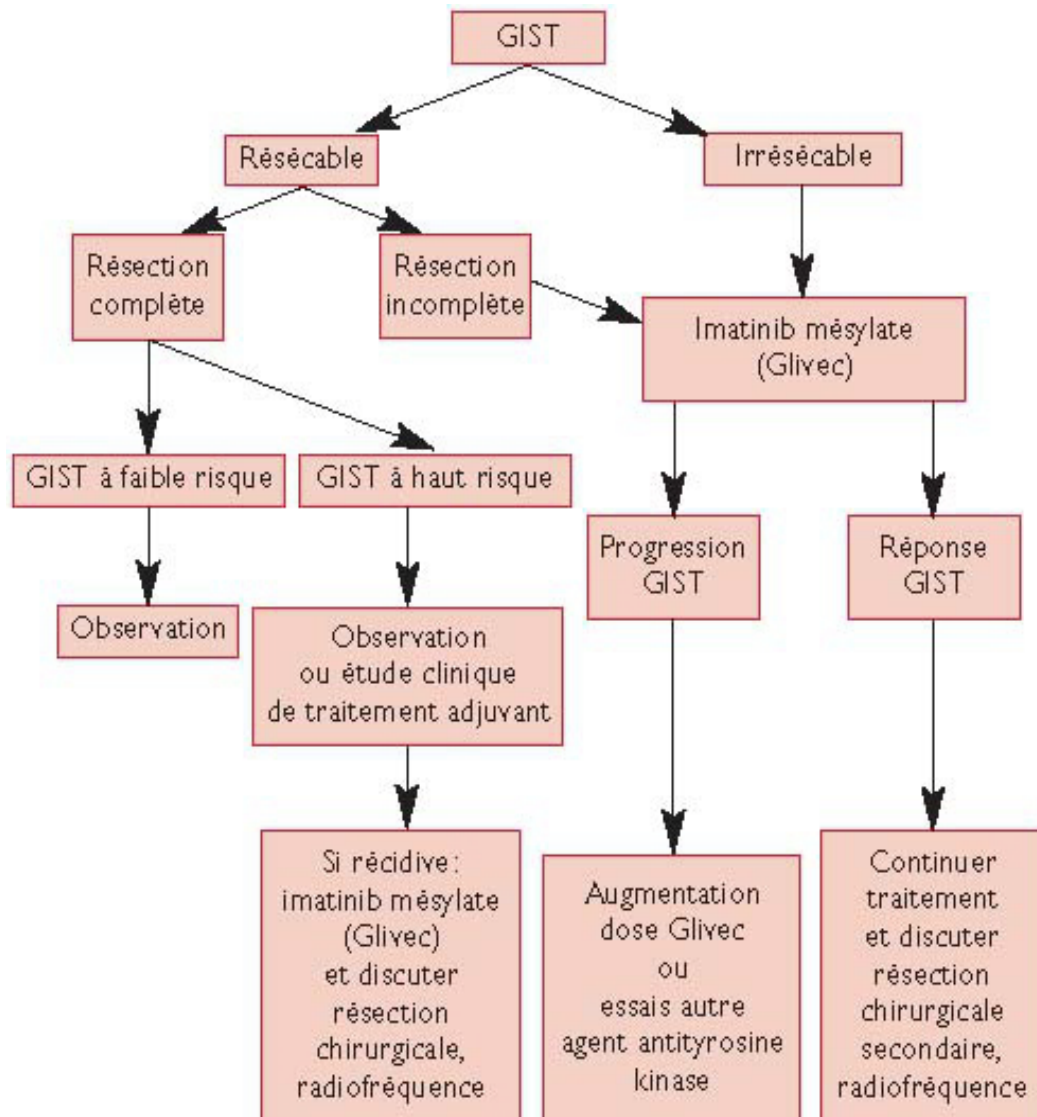 GIST
Résécable
Irrésécable
Résection
complète
Résection
incomplète
Imatinib mésylate
(Glivec)
GIST à faible risque
GIST à haut risque
Progression
GIST
Réponse
GIST
Observation
Observation
ou étude clinique
de traitement adjuvant
Si récidive:
imatinib mésylate
(Glivec)
et discuter
résection
chirurgicale,
radiofréquence
Augmentation
dose Glivec
ou
essais autre
agent antityrosine
kinase
Continuer
traitement
et discuter
résection
chirurgicale
secondaire,
radiofréquence